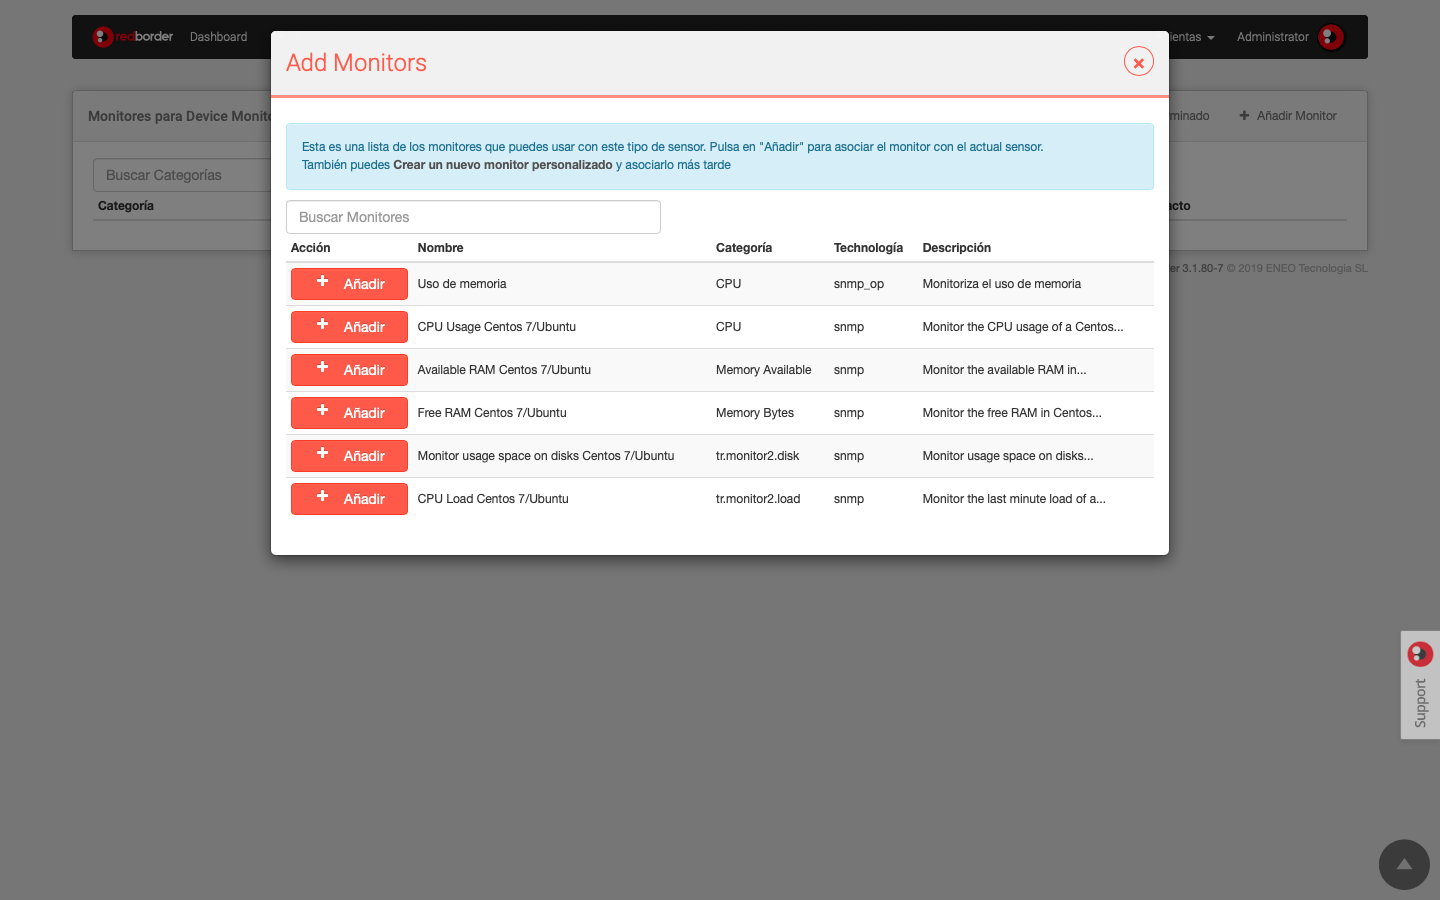 redborder Dashboard
ientas Administrator
Add Monitors
Monitores para Device Monito
minado Añadir Monitor
Esta es una lista de los monitores que puedes usar con este tipo de sensor. Pulsa en "Añadir" para asociar el monitor con el actual sensor.
También puedes Crear un nuevo monitor personalizado y asociarlo más tarde
Buscar Categorías
Categoría
acto
Buscar Monitores
Acción Nombre Categoría Technología Descripción
er 3.1.80-7 © 2019 ENEO Tecnología SL
Añadir Uso de memoria CPU snmp_op Monitoriza el uso de memoria
Añadir CPU Usage Centos 7/Ubuntu CPU snmp Monitor the CPU usage of a Centos...
Añadir Available RAM Centos 7/Ubuntu Memory Available snmp Monitor the available RAM in...
Añadir Free RAM Centos 7/Ubuntu Memory Bytes snmp Monitor the free RAM in Centos...
Añadir Monitor usage space on disks Centos 7/Ubuntu tr.monitor2.disk snmp Monitor usage space on disks...
Añadir CPU Load Centos 7/Ubuntu tr.monitor2.load snmp Monitor the last minute load of a...
Support